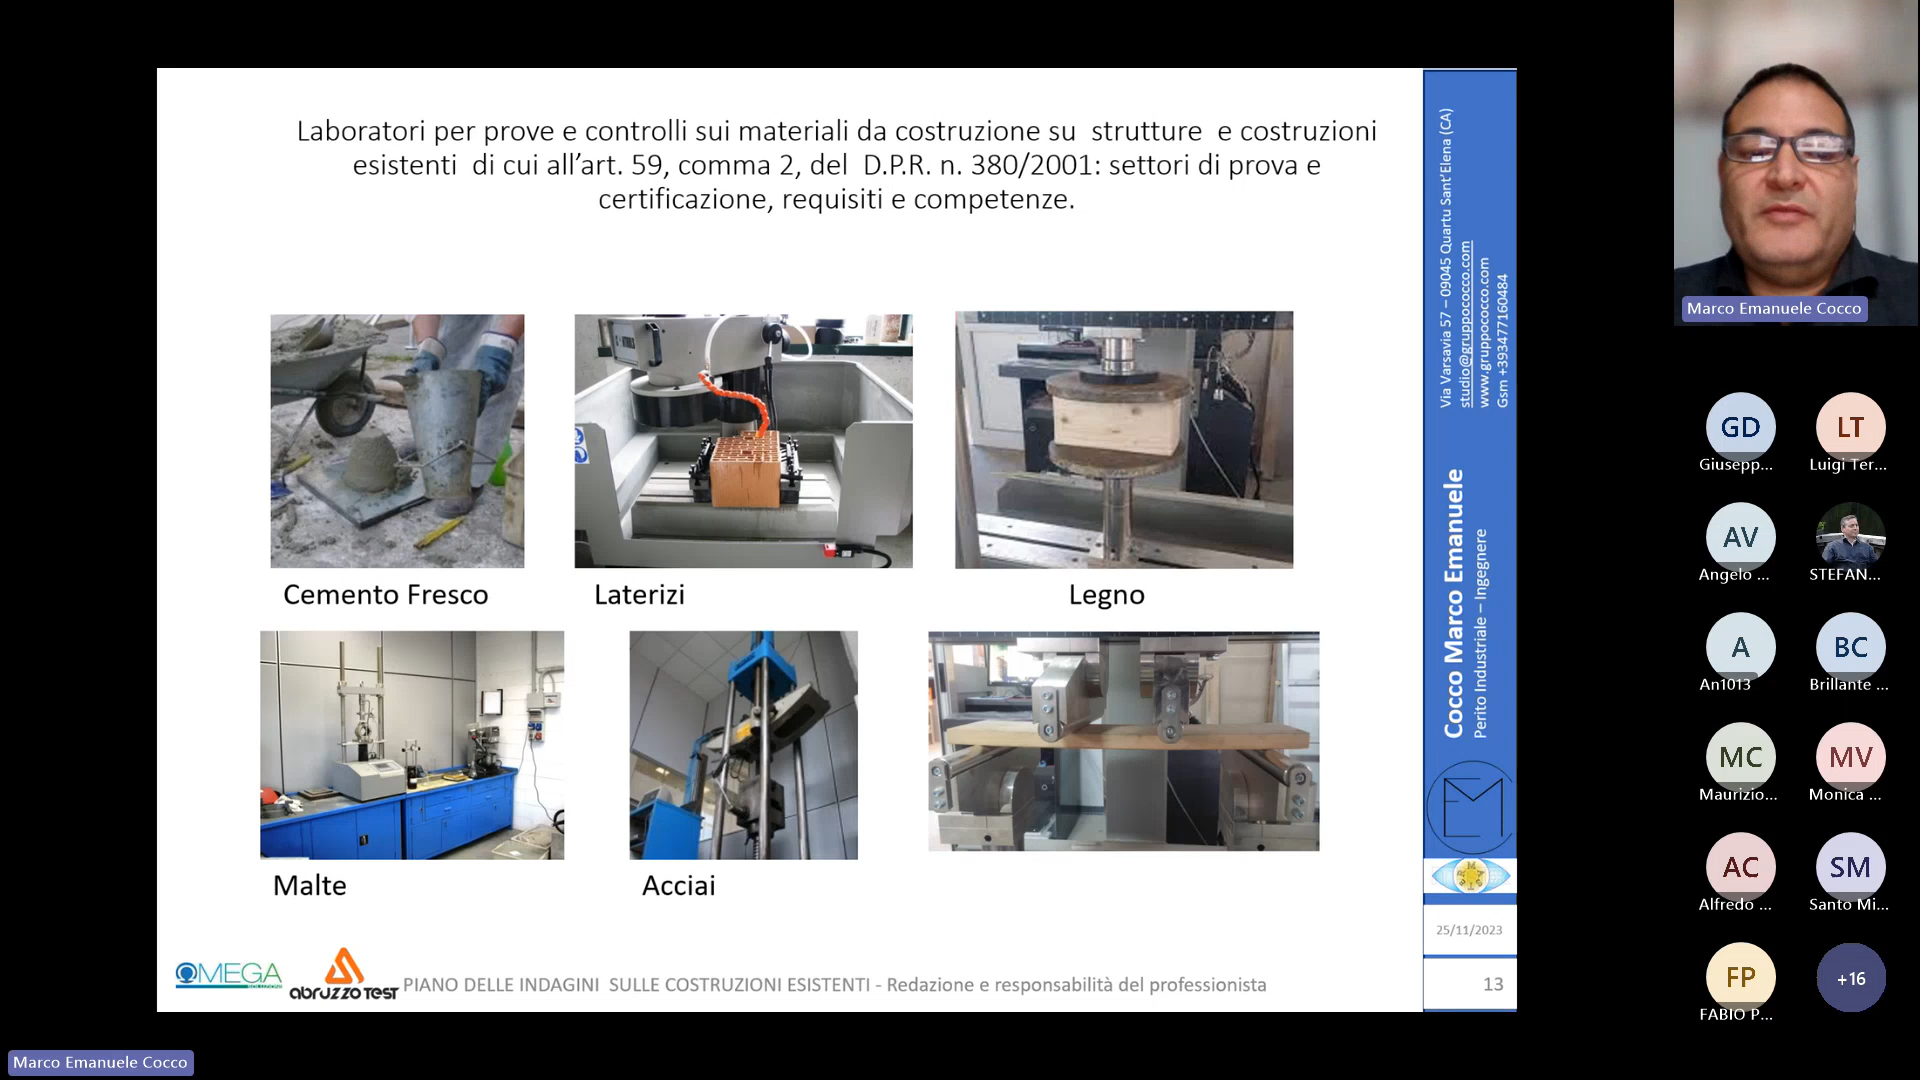 Laboratori per prove e controlli sui materiali da costruzione su strutture e costruzioni
esistenti di cui all’art. 59, comma 2, del D.P.R. n. 380/2001: settori di prova e
certificazione, requisiti e competenze.
Cemento Fresco
Laterizi
Legno
Malte
Acciai
OMEGA
abruzzo TEST
PIANO DELLE INDAGINI SULLE COSTRUZIONI ESISTENTI - Redazione e responsabilità del professionista
Via Varsavia 57 – 09045 Quartu Sant’Elena (CA)
studio@gruppococco.com
www.gruppococco.com
Gsm +393477160484
Cocco Marco Emanuele
Perito Industriale – Ingegnere
25/11/2023
13
Marco Emanuele Cocco
GD
Giusepp...
LT
Luigi Ter...
AV
Angelo ...
STEFAN...
A
An1013
BC
Brillante ...
MC
Maurizio...
MV
Monica ...
AC
Alfredo ...
SM
Santo Mi...
FP
FABIO P...
+16
Marco Emanuele Cocco